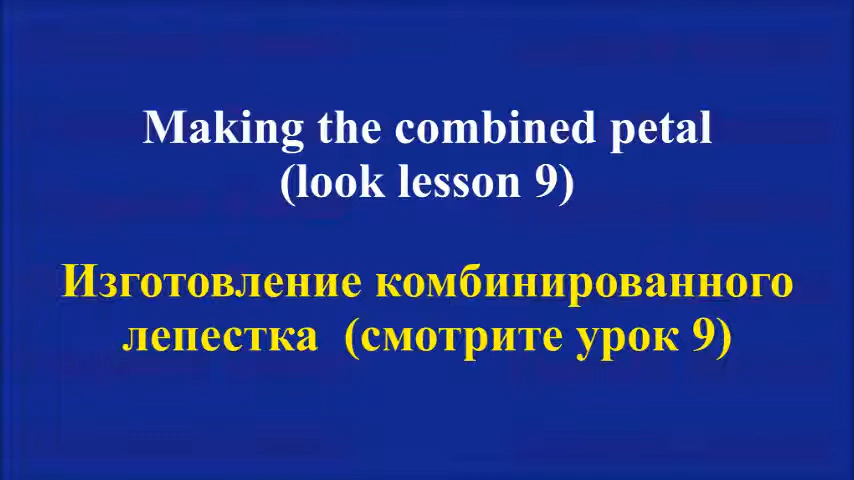 Making the combined petal
(look lesson 9)
Изготовление комбинированного
лепестка (смотрите урок 9)